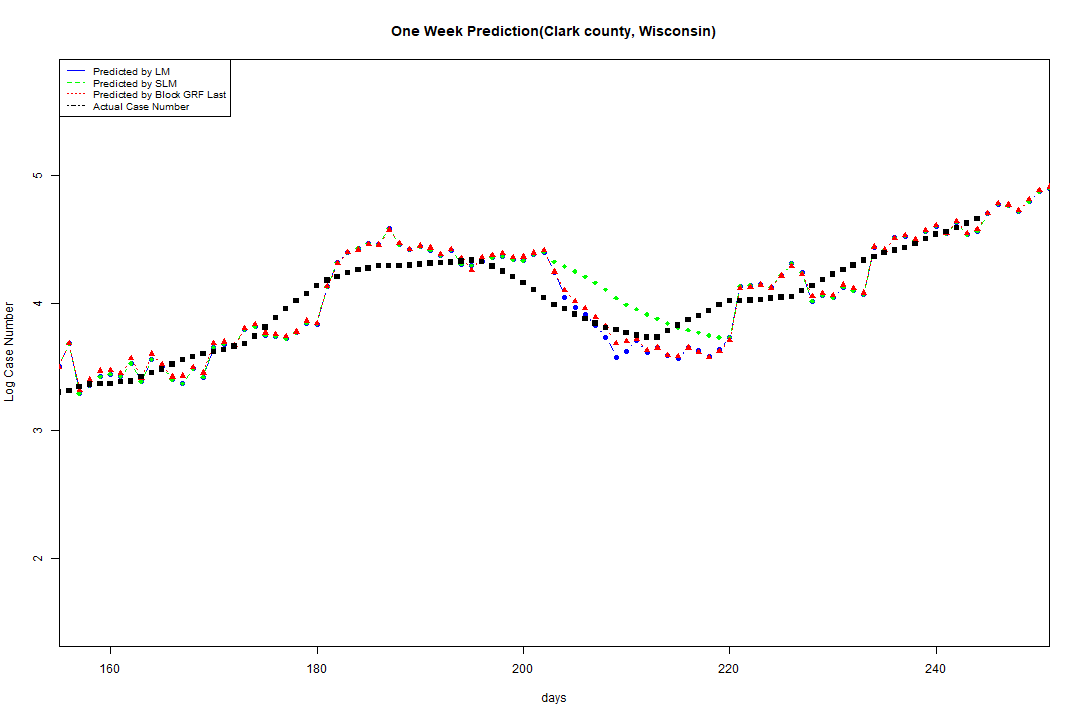 One Week Prediction(Clark county, Wisconsin)
Predicted by LM
Predicted by SLM
Predicted by Block GRF Last
Actual Case Number
5
4
3
2
Log Case Number
160 180 200 220 240
days